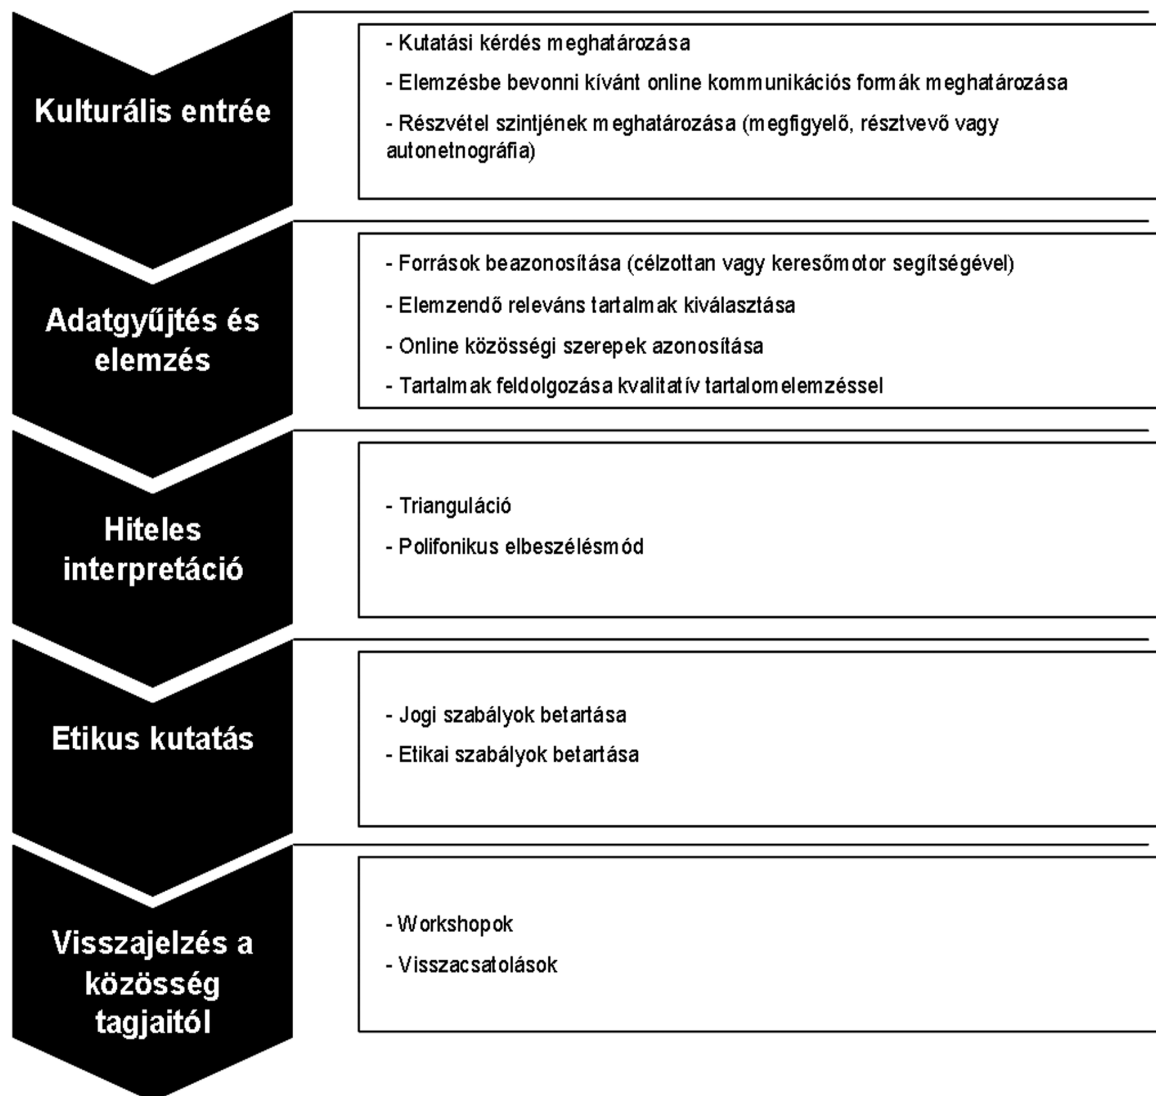 Kulturális entrée
- Kutatási kérdés meghatározása
- Elemzésbe bevonni kívánt online kommunikációs formák meghatározása
- Részvétel szintjének meghatározása (megfigyelő, résztvevő vagy
autonetnográfia)
Adatgyűjtés és
elemzés
- Források beazonosítása (célzottan vagy keresőmotor segítségével)
- Elemzendő releváns tartalmak kiválasztása
- Online közösségi szerepek azonosítása
- Tartalmak feldolgozása kvalitatív tartalomelemzéssel
Hiteles
interpretáció
- Trianguláció
- Polifonikus elbeszélésmód
Etikus kutatás
- Jogi szabályok betartása
- Etikai szabályok betartása
Visszajelzés a
közösség
tagjaitól
- Workshopok
- Visszacsatolások